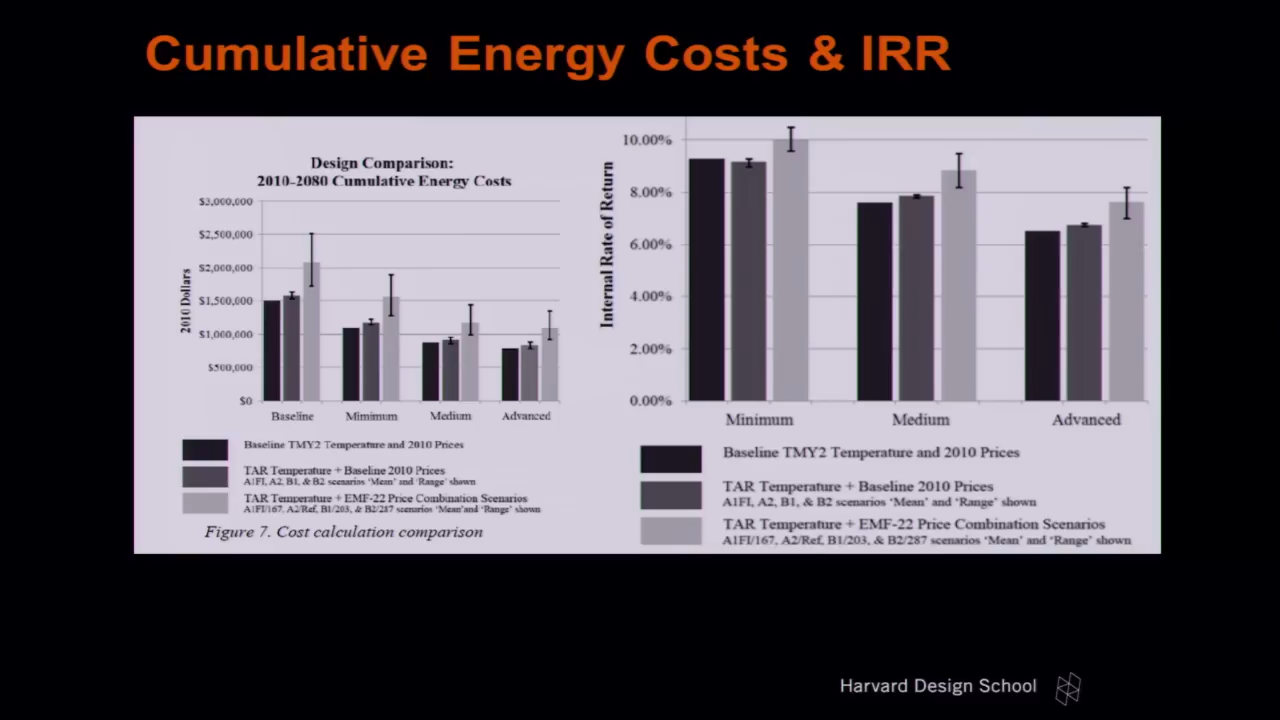 Cumulative Energy Costs & IRR
Design Comparison:
2010-2080 Cumulative Energy Costs
2010 Dollars
$3,000,000
$2,500,000
$2,000,000
$1,500,000
$1,000,000
$500,000
$0
Baseline
Mimimum
Medium
Advanced
Baseline TMY2 Temperature and 2010 Prices
TAR Temperature + Baseline 2010 Prices
A1FI, A2, B1, & B2 scenarios 'Mean' and 'Range' shown
TAR Temperature + EMF-22 Price Combination Scenarios
A1FI/167, A2/Ref, B1/203, & B2/287 scenarios 'Mean'and 'Range' shown
Figure 7. Cost calculation comparison
Internal Rate of Return
10.00%
8.00%
6.00%
4.00%
2.00%
0.00%
Minimum
Medium
Advanced
Baseline TMY2 Temperature and 2010 Prices
TAR Temperature + Baseline 2010 Prices
A1FI, A2, B1, & B2 scenarios 'Mean' and 'Range' shown
TAR Temperature + EMF-22 Price Combination Scenarios
A1FI/167, A2/Ref, B1/203, & B2/287 scenarios 'Mean' and 'Range' shown
Harvard Design School